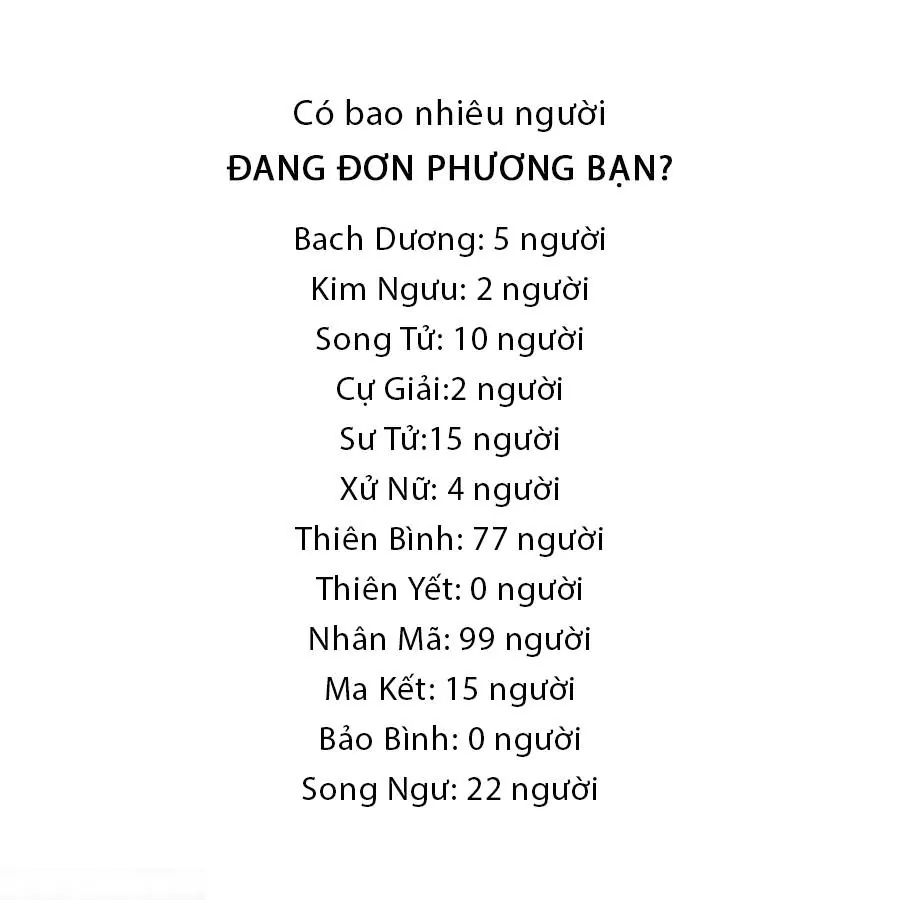 Có bao nhiêu người
ĐANG ĐƠN PHƯƠNG BẠN?
Bach Dương: 5 người
Kim Ngưu: 2 người
Song Tử: 10 người
Cự Giải:2 người
Sư Tử:15 người
Xử Nữ: 4 người
Thiên Bình: 77 người
Thiên Yết: 0 người
Nhân Mã: 99 người
Ma Kết: 15 người
Bảo Bình: 0 người
Song Ngư: 22 người